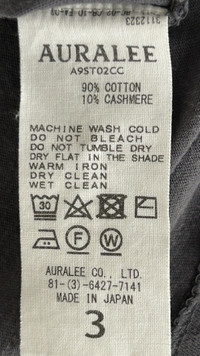 3112323
AURALEE
A9ST02CC
90% COTTON
10% CASHMERE
MACHINE WASH COLD
DO NOT BLEACH
DO NOT TUMBLE DRY
DRY FLAT IN THE SHADE
WARM IRON
DRY CLEAN
WET CLEAN
30
F W
AURALEE CO., LTD.
81-(3)-6427-7141
MADE IN JAPAN
3